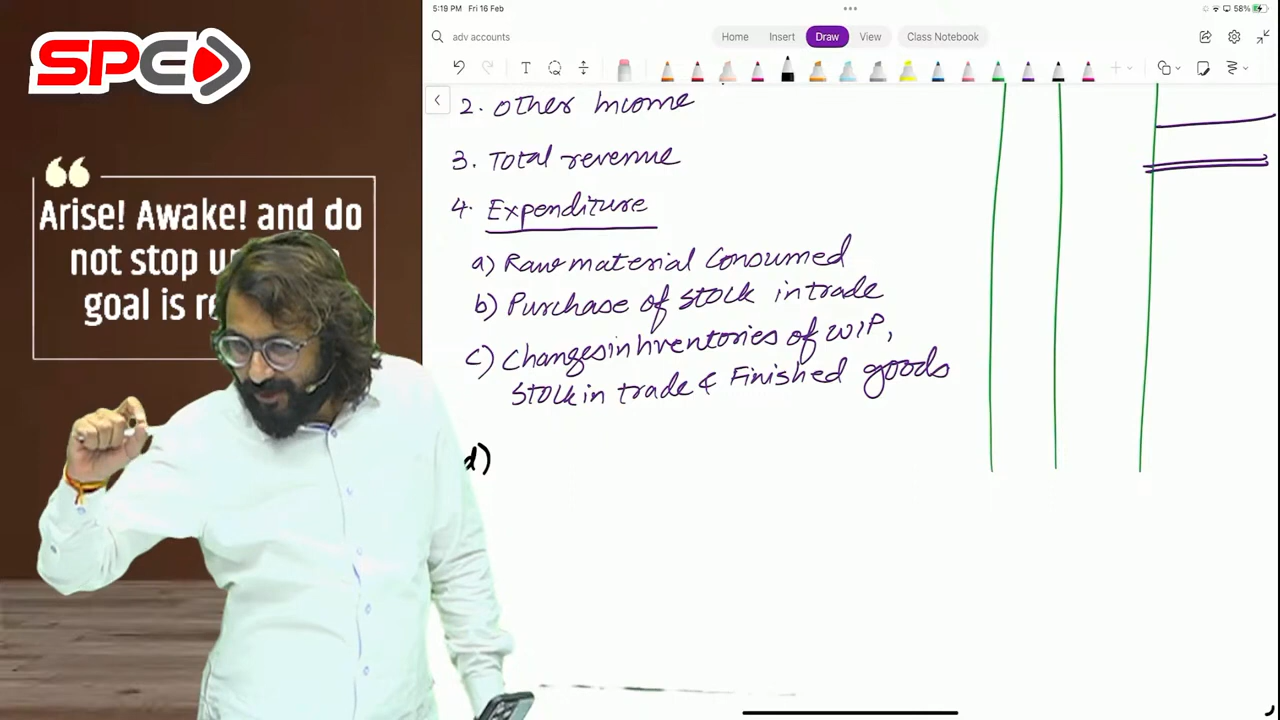 SPE
5:19 PM Fri 16 Feb
58%
adv accounts
Home Insert Draw View Class Notebook
Arise! Awake! and do
not stop
goal is
2. Other Income
3. Total revenue
4. Expenditure
a) Raw material Consumed
b) Purchase of Stock in trade
c) Changes in Inventories of WIP,
Stock in trade & Finished goods
d)